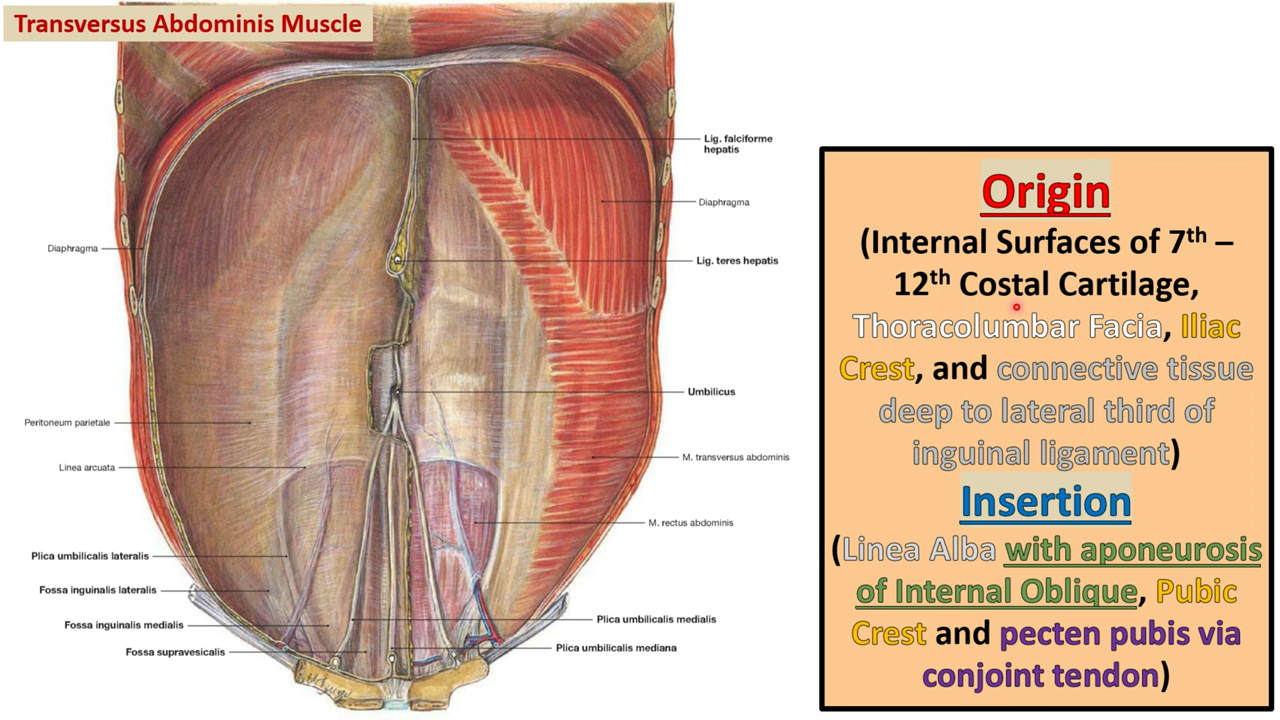 Transversus Abdominis Muscle
Lig. falciforme
hepatis
Diaphragma
Lig. teres hepatis
Umbilicus
M. transversus abdominis
M. rectus abdominis
Plica umbilicalis medialis
Plica umbilicalis mediana
Diaphragma
Peritoneum parietale
Linea arcuata
Plica umbilicalis lateralis
Fossa inguinalis lateralis
Fossa inguinalis medialis
Fossa supravesicalis
Origin
(Internal Surfaces of 7th –
12th Costal Cartilage,
Thoracolumbar Facia, Iliac
Crest, and connective tissue
deep to lateral third of
inguinal ligament)
Insertion
(Linea Alba with aponeurosis
of Internal Oblique, Pubic
Crest and pecten pubis via
conjoint tendon)